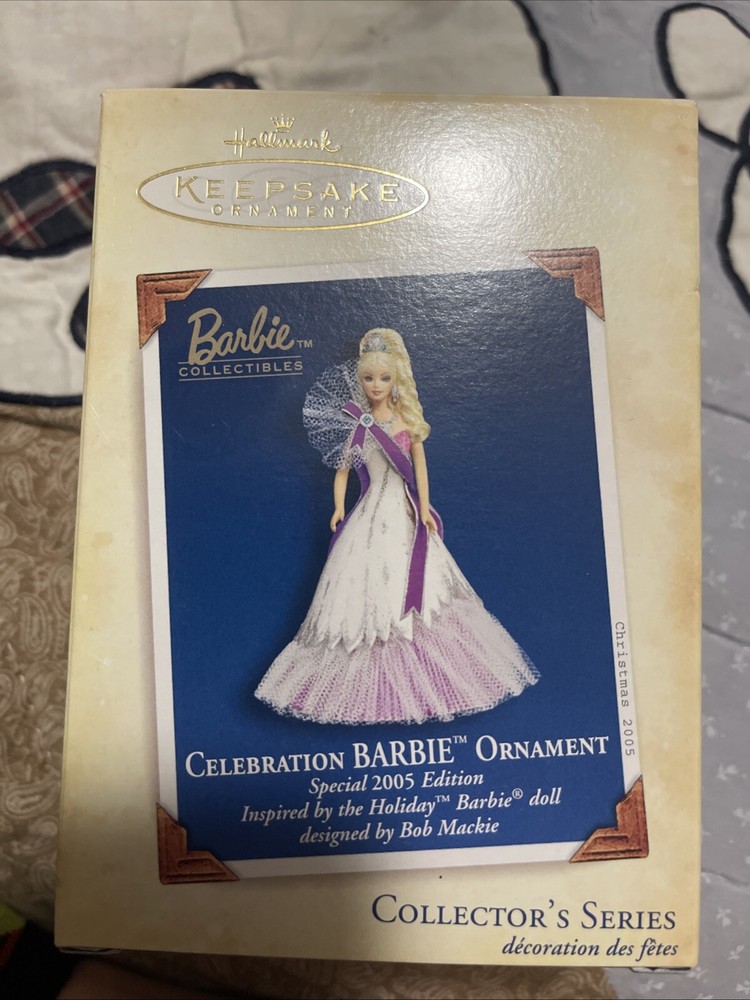 Hallmark
KEEPSAKE
ORNAMENT
Barbie™
COLLECTIBLES
Christmas 2005
CELEBRATION BARBIE™ ORNAMENT
Special 2005 Edition
Inspired by the Holiday™ Barbie® doll
designed by Bob Mackie
COLLECTOR'S SERIES
décoration des fêtes